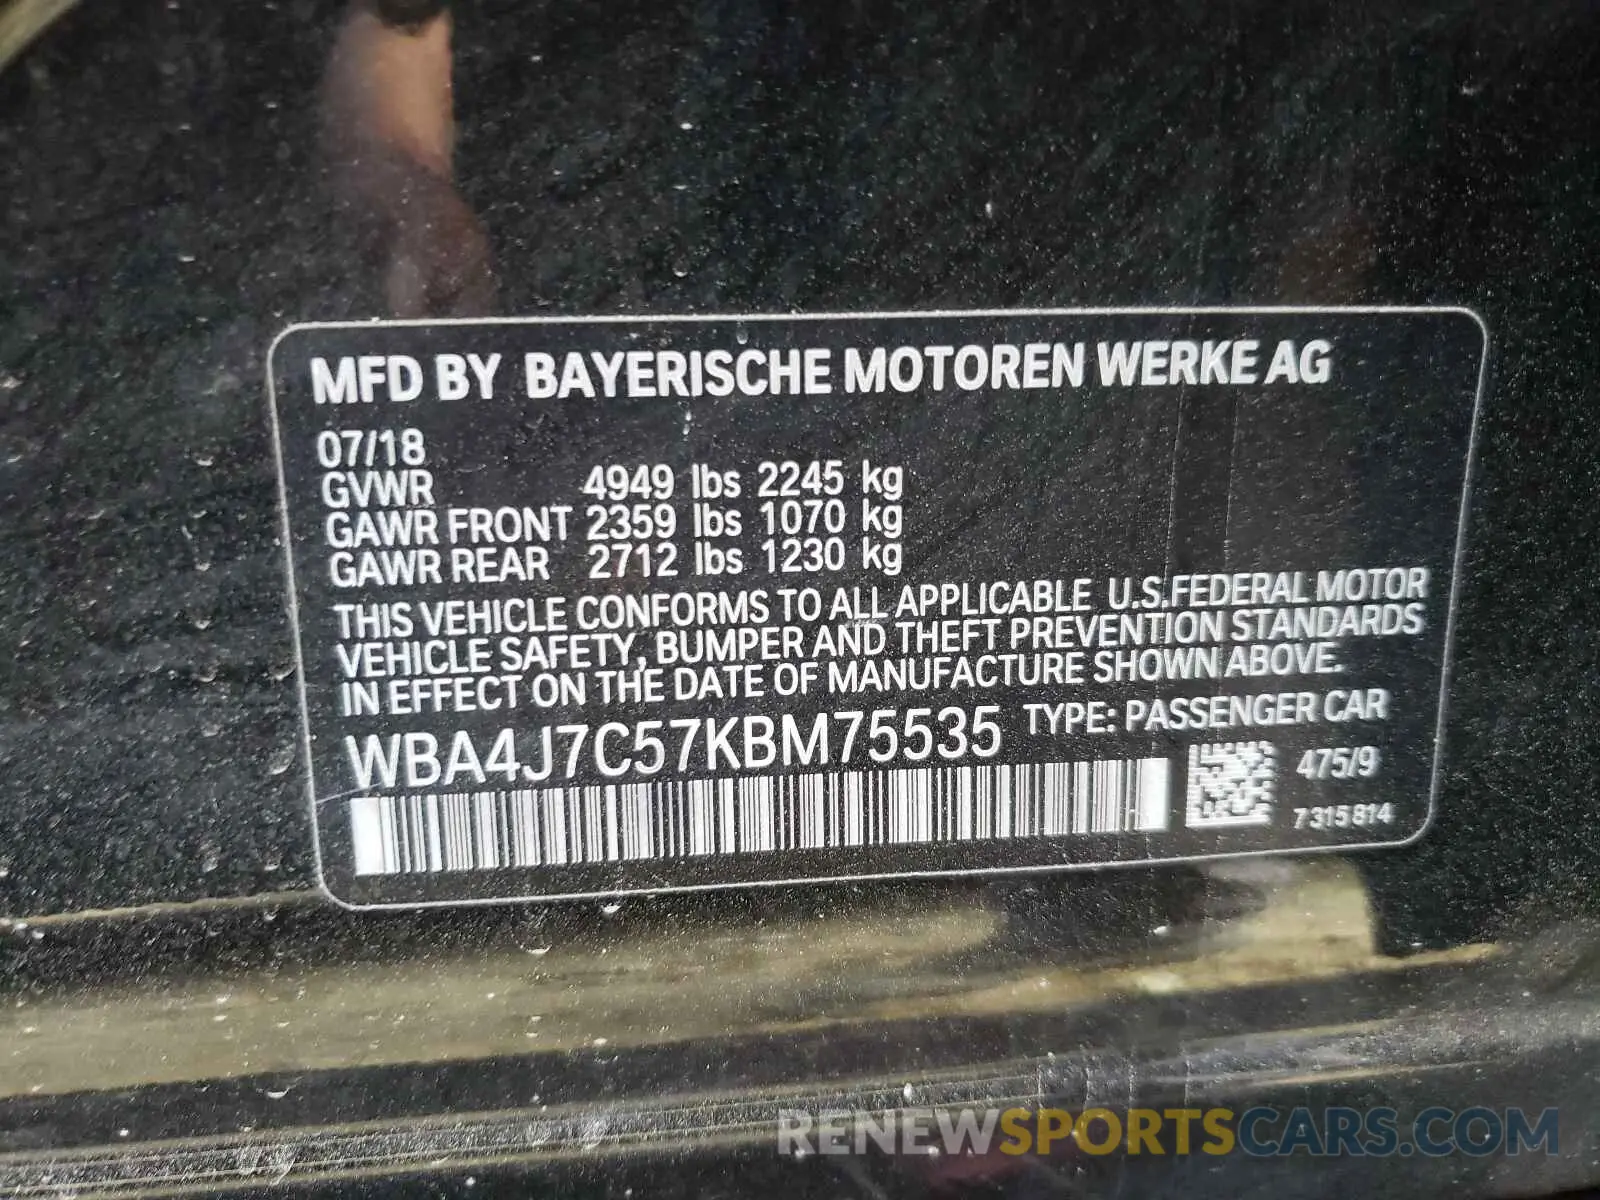 MFD BY BAYERISCHE MOTOREN WERKE AG
07/18
GVWR 4949 lbs 2245 kg
GAWR FRONT 2359 lbs 1070 kg
GAWR REAR 2712 lbs 1230 kg
THIS VEHICLE CONFORMS TO ALL APPLICABLE U.S.FEDERAL MOTOR
VEHICLE SAFETY, BUMPER AND THEFT PREVENTION STANDARDS
IN EFFECT ON THE DATE OF MANUFACTURE SHOWN ABOVE.
WBA4J7C57KBM75535 TYPE: PASSENGER CAR
475/9
7315814
RENEWSPORTSCARS.COM